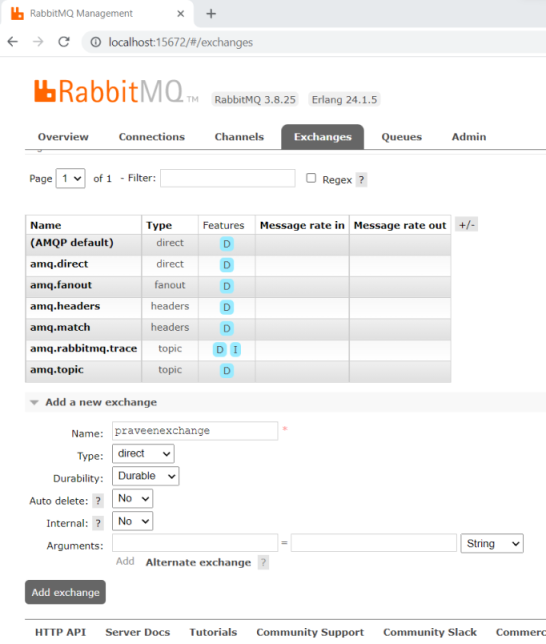 RabbitMQ Management
localhost:15672/#/exchanges
RabbitMQ TM RabbitMQ 3.8.25 Erlang 24.1.5
Overview Connections Channels Exchanges Queues Admin
Page 1 of 1 - Filter: Regex ?
Name Type Features Message rate in Message rate out +/-
(AMQP default) direct D
amq.direct direct D
amq.fanout fanout D
amq.headers headers D
amq.match headers D
amq.rabbitmq.trace topic D I
amq.topic topic D
Add a new exchange
Name: praveenexchange *
Type: direct
Durability: Durable
Auto delete: ? No
Internal: ? No
Arguments: = String
Add Alternate exchange ?
Add exchange
HTTP API Server Docs Tutorials Community Support Community Slack Commerc